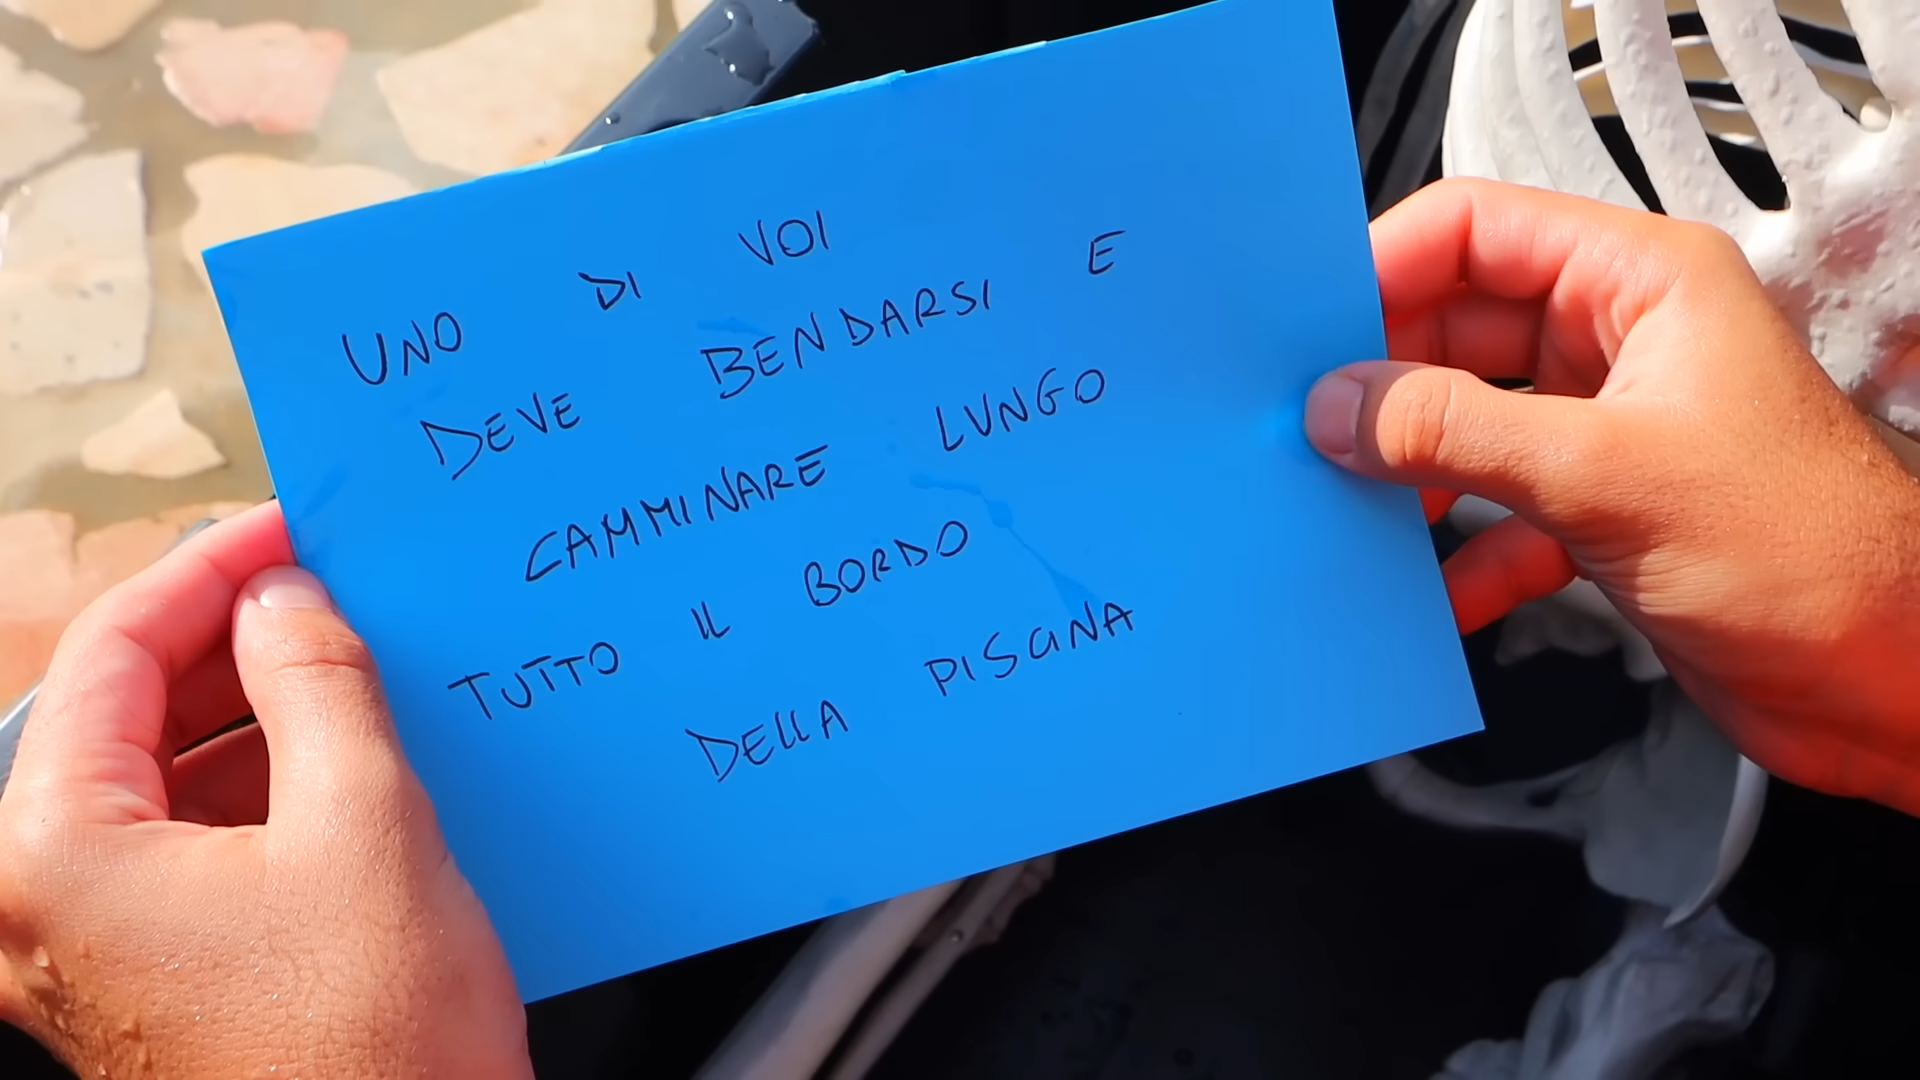 UNO DI VOI
DEVE BENDARSI E
CAMMINARE LUNGO
TUTTO IL BORDO
DELLA PISCINA